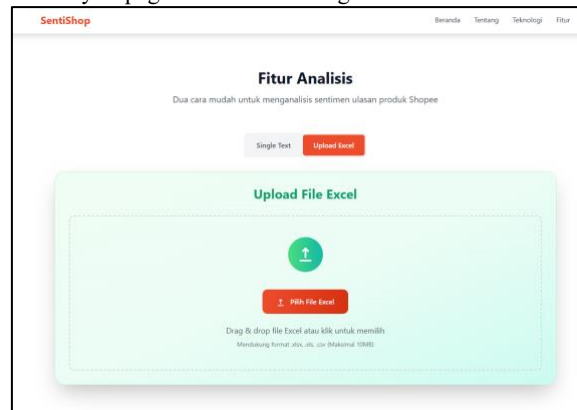 SentiShop
Beranda Tentang Teknologi Fitur
Fitur Analisis
Dua cara mudah untuk menganalisis sentimen ulasan produk Shopee
Single Text Upload Excel
Upload File Excel
Pilih File Excel
Drag & drop file Excel atau klik untuk memilih
Mendukung format .xlsx, .xls, .csv (Maksimal 10MB)